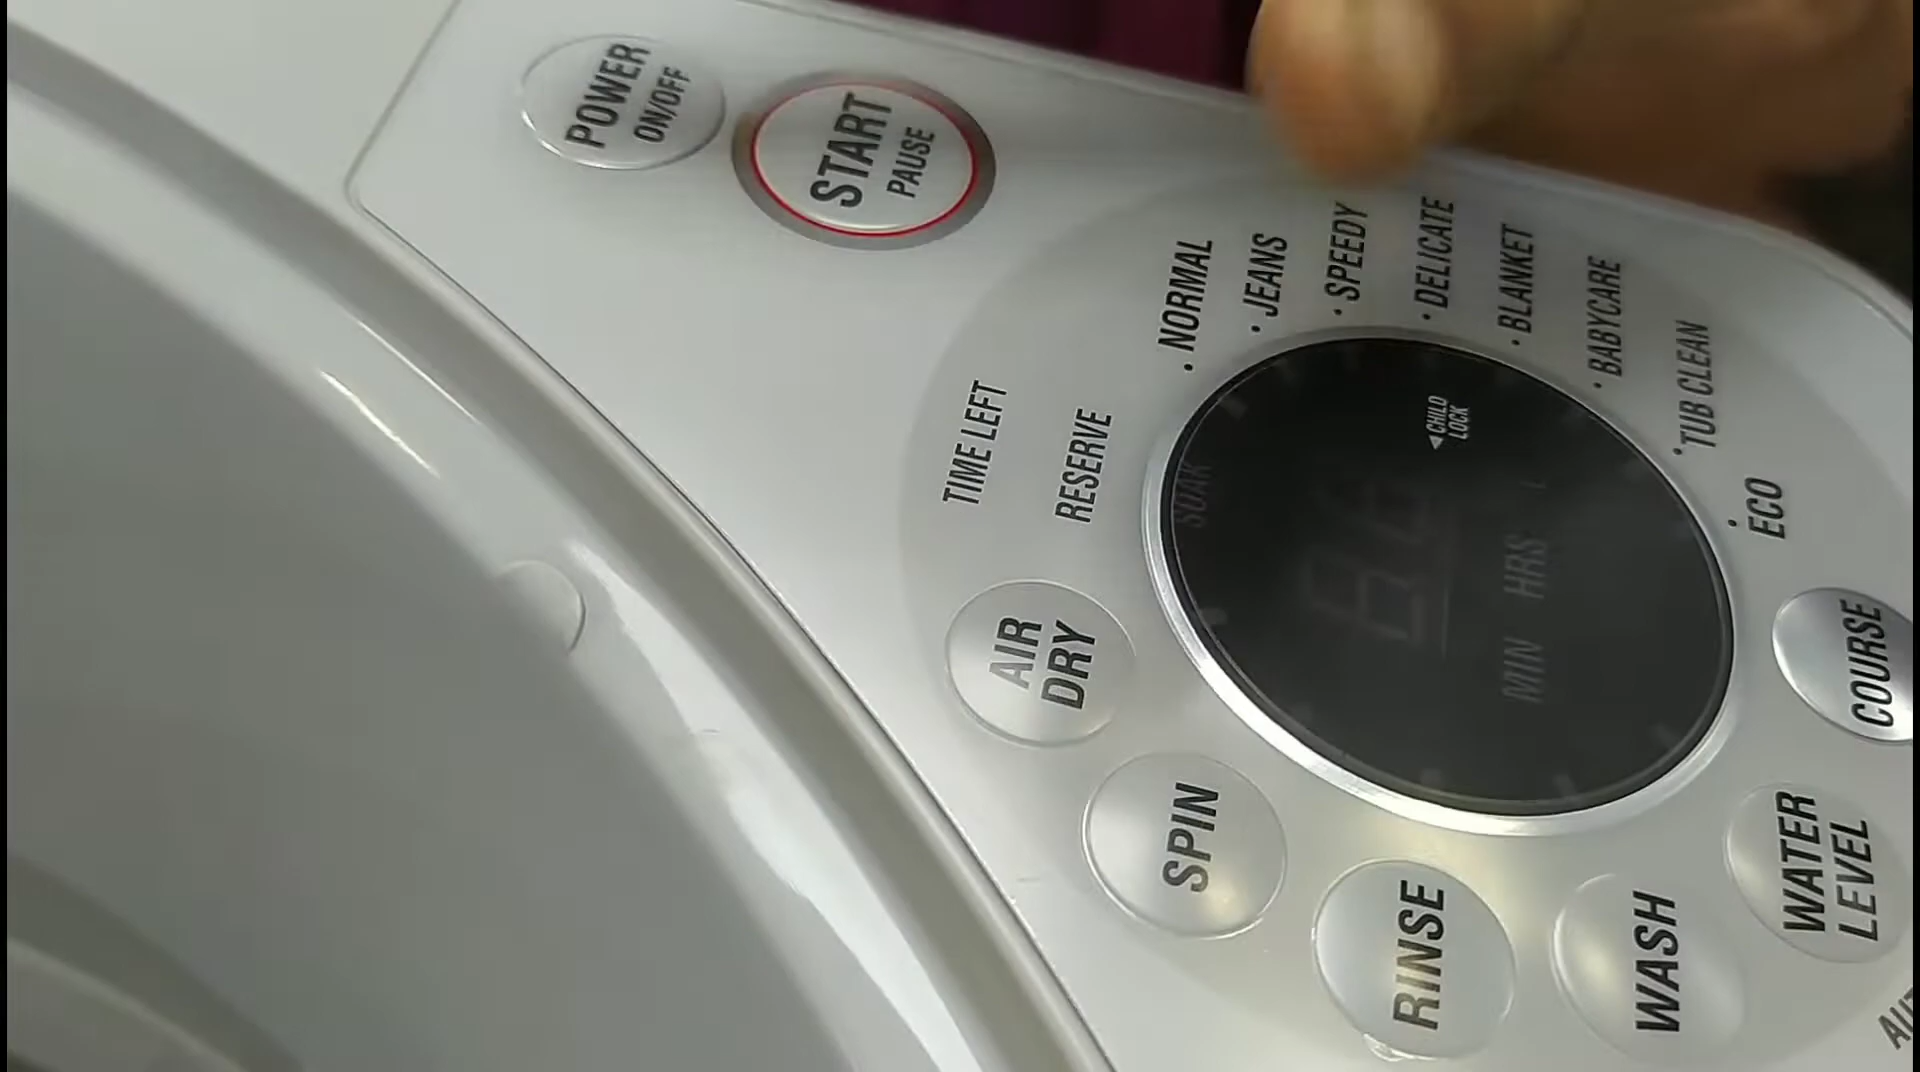 POWER
ON/OFF
START
PAUSE
TIME LEFT
RESERVE
• NORMAL
• JEANS
• SPEEDY
• DELICATE
• BLANKET
• BABYCARE
• TUB CLEAN
• ECO
SOAK
◀ CHILD
LOCK
MIN HRS L
AIR
DRY
SPIN
RINSE
WASH
WATER
LEVEL
COURSE